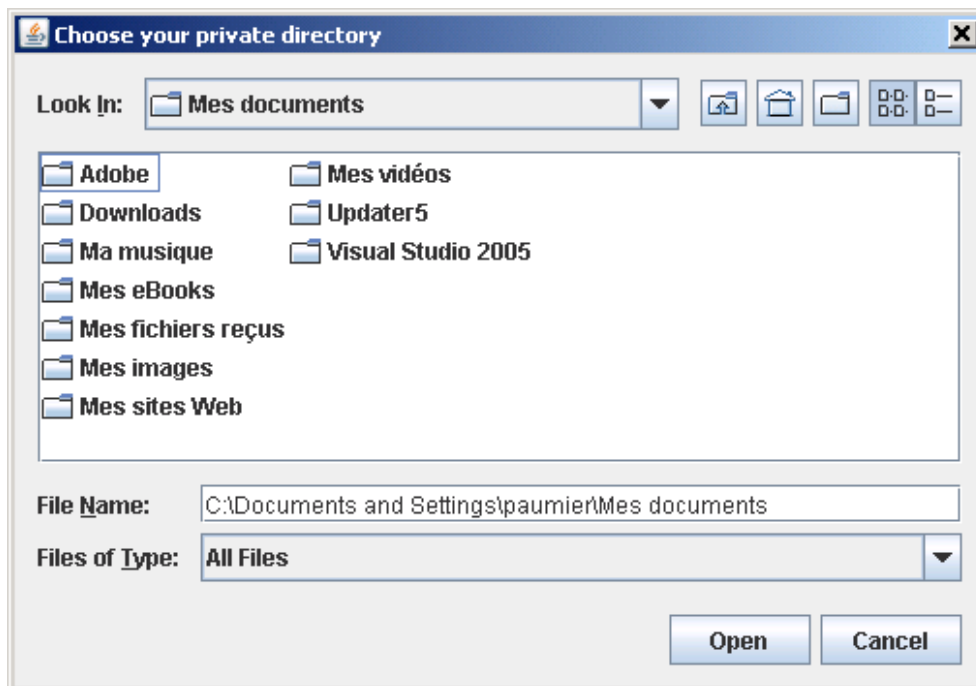 Choose your private directory
Look In: Mes documents
Adobe
Downloads
Ma musique
Mes eBooks
Mes fichiers reçus
Mes images
Mes sites Web
Mes vidéos
Updater5
Visual Studio 2005
File Name: C:\Documents and Settings\paumier\Mes documents
Files of Type: All Files
Open Cancel